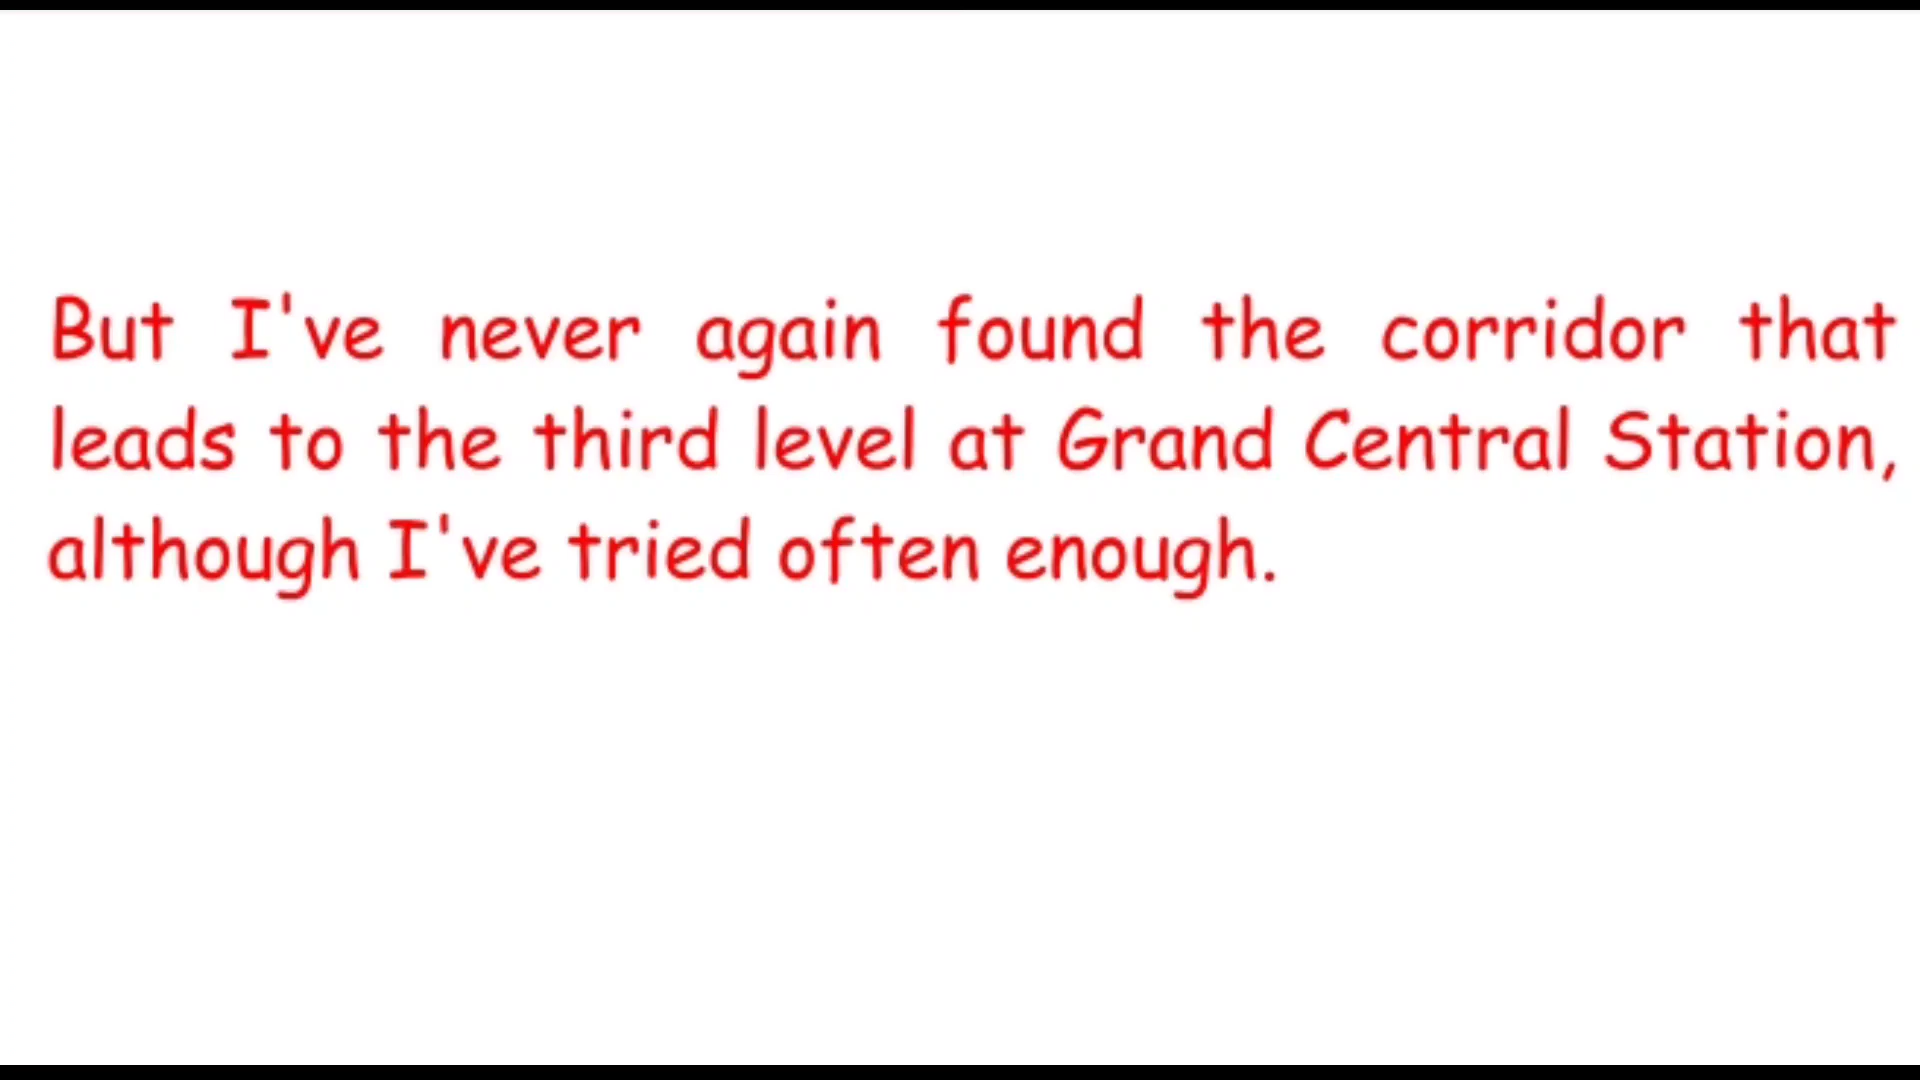 But I've never again found the corridor that
leads to the third level at Grand Central Station,
although I've tried often enough.